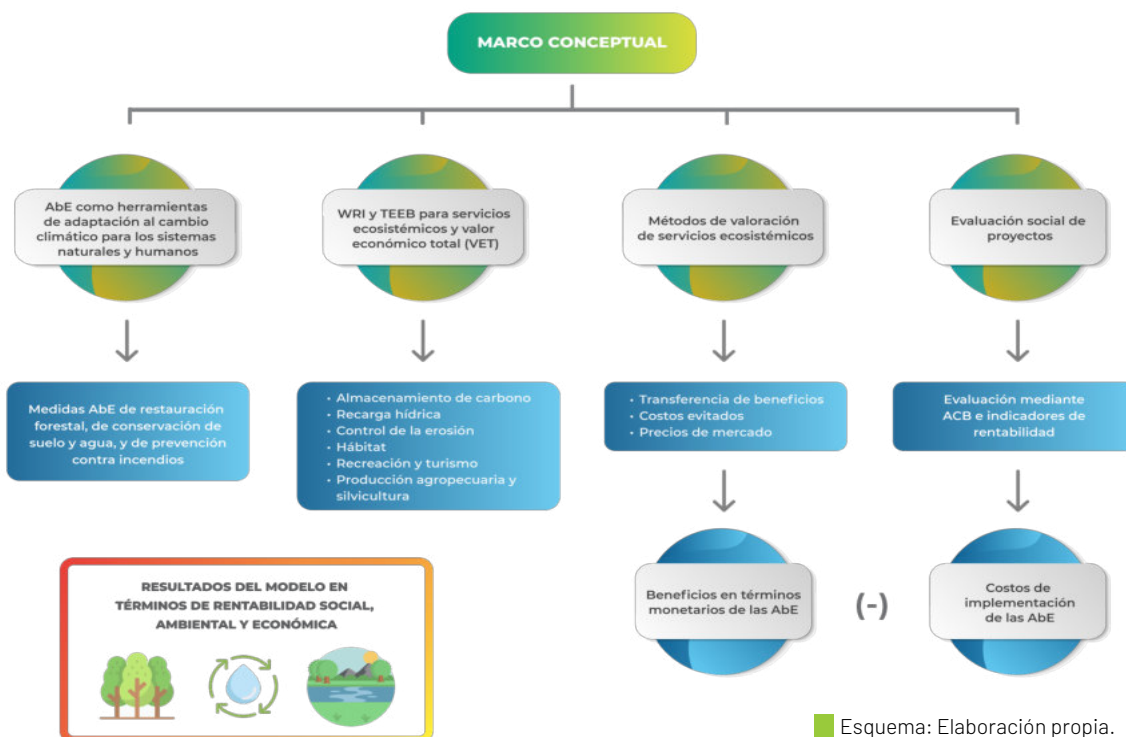 MARCO CONCEPTUAL
AbE como herramientas
de adaptación al cambio
climático para los sistemas
naturales y humanos
WRI y TEEB para servicios
ecosistémicos y valor
económico total (VET)
Métodos de valoración
de servicios ecosistémicos
Evaluación social de
proyectos
Medidas AbE de restauración
forestal, de conservación de
suelo y agua, y de prevención
contra incendios
• Almacenamiento de carbono
• Recarga hídrica
• Control de la erosión
• Hábitat
• Recreación y turismo
• Producción agropecuaria y
silvicultura
• Transferencia de beneficios
• Costos evitados
• Precios de mercado
Evaluación mediante
ACB e indicadores de
rentabilidad
RESULTADOS DEL MODELO EN
TÉRMINOS DE RENTABILIDAD SOCIAL,
AMBIENTAL Y ECONÓMICA
Beneficios en términos
monetarios de las AbE
(-)
Costos de
implementación
de las AbE
Esquema: Elaboración propia.